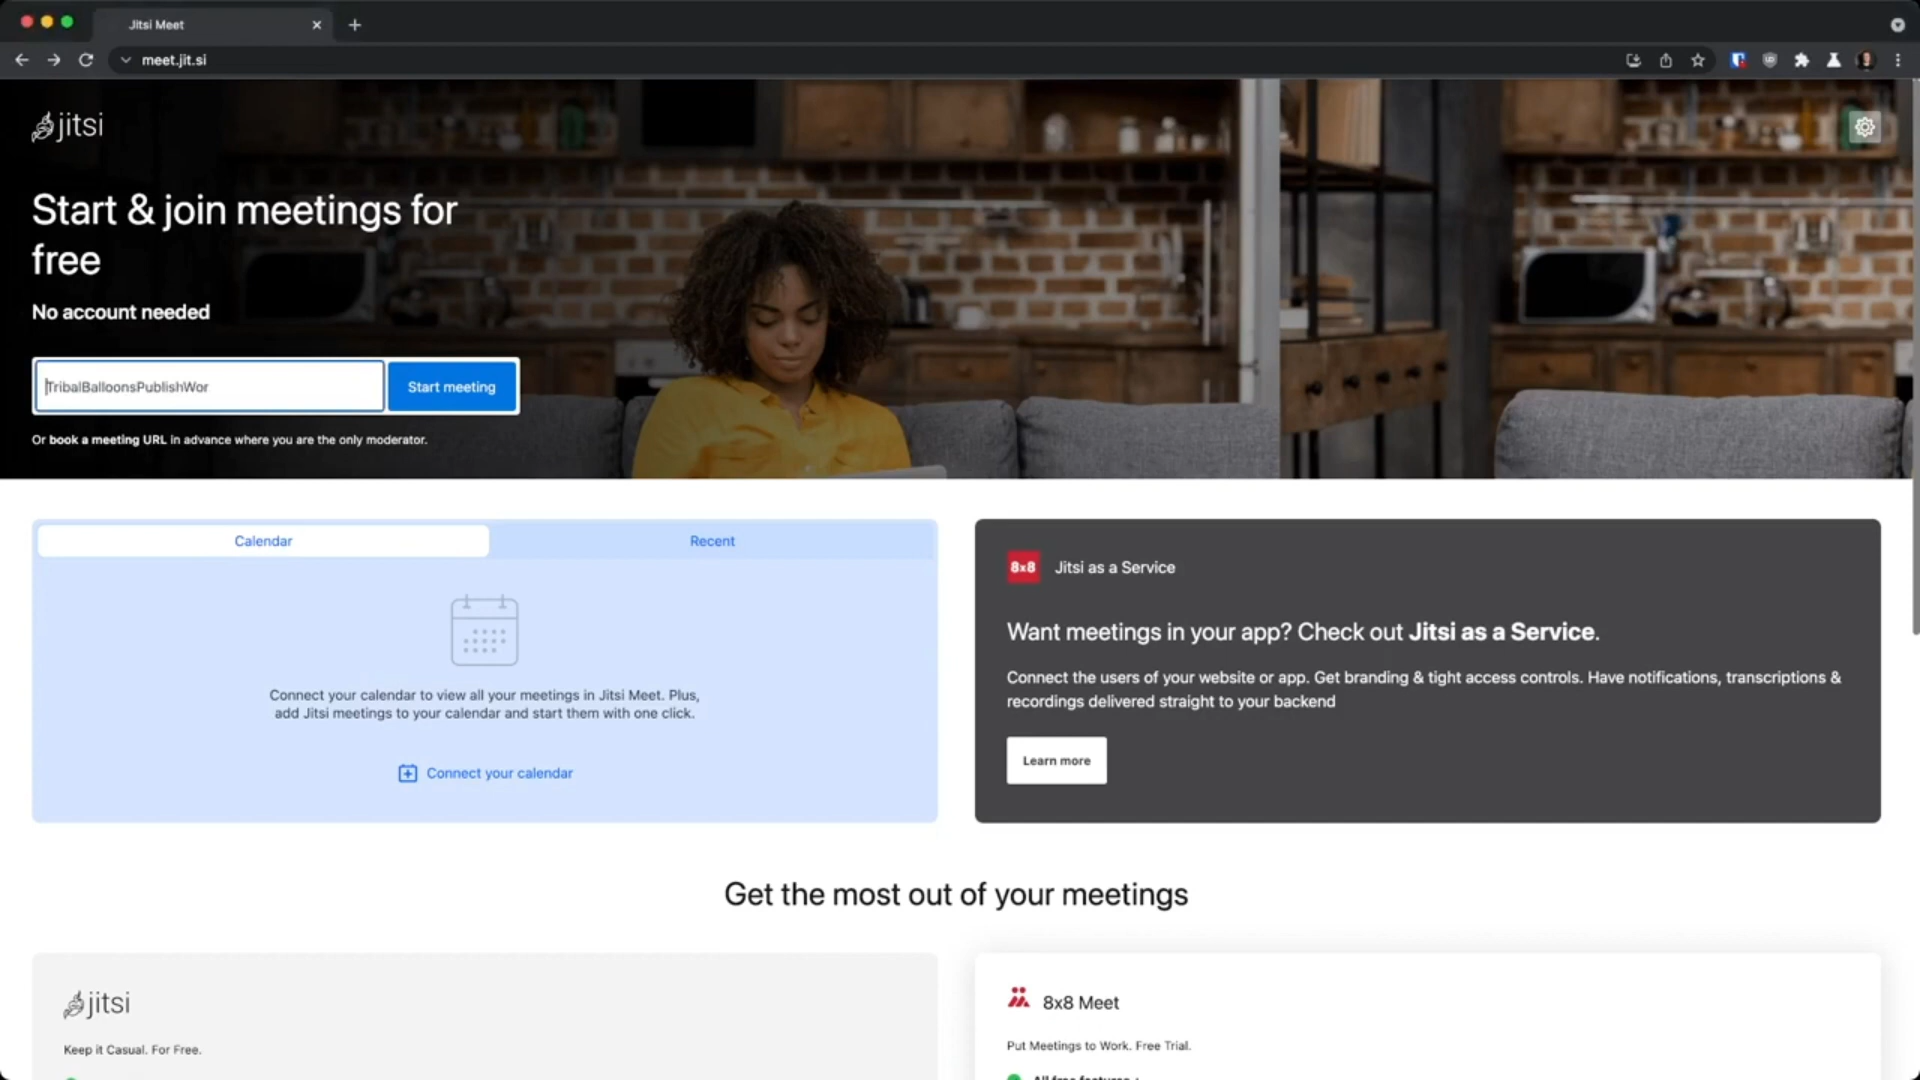 Jitsi Meet
meet.jit.si
jitsi
Start & join meetings for
free
No account needed
TribalBalloonsPublishWor
Start meeting
Or book a meeting URL in advance where you are the only moderator.
Calendar
Recent
Connect your calendar to view all your meetings in Jitsi Meet. Plus,
add Jitsi meetings to your calendar and start them with one click.
Connect your calendar
8x8
Jitsi as a Service
Want meetings in your app? Check out Jitsi as a Service.
Connect the users of your website or app. Get branding & tight access controls. Have notifications, transcriptions &
recordings delivered straight to your backend
Learn more
Get the most out of your meetings
jitsi
Keep it Casual. For Free.
8x8 Meet
Put Meetings to Work. Free Trial.
All free features +